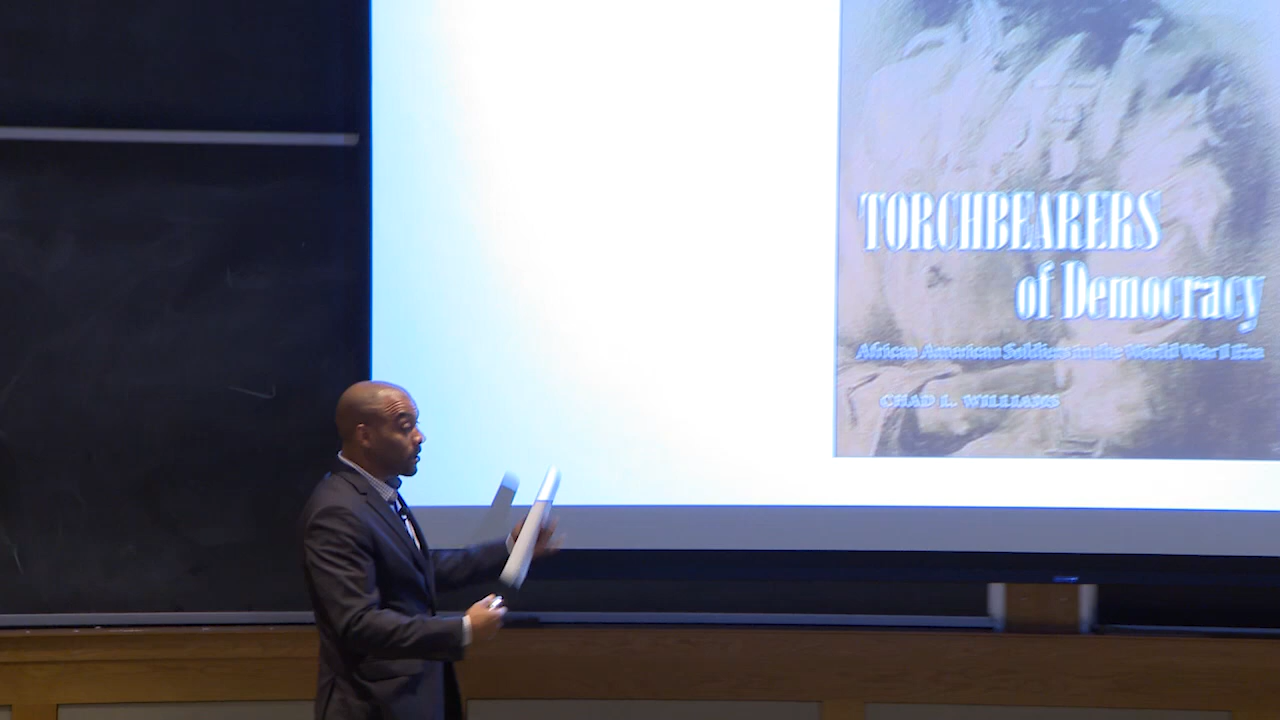 TORCHBEARERS
of Democracy
African American Soldiers in the World War I Era
CHAD L. WILLIAMS